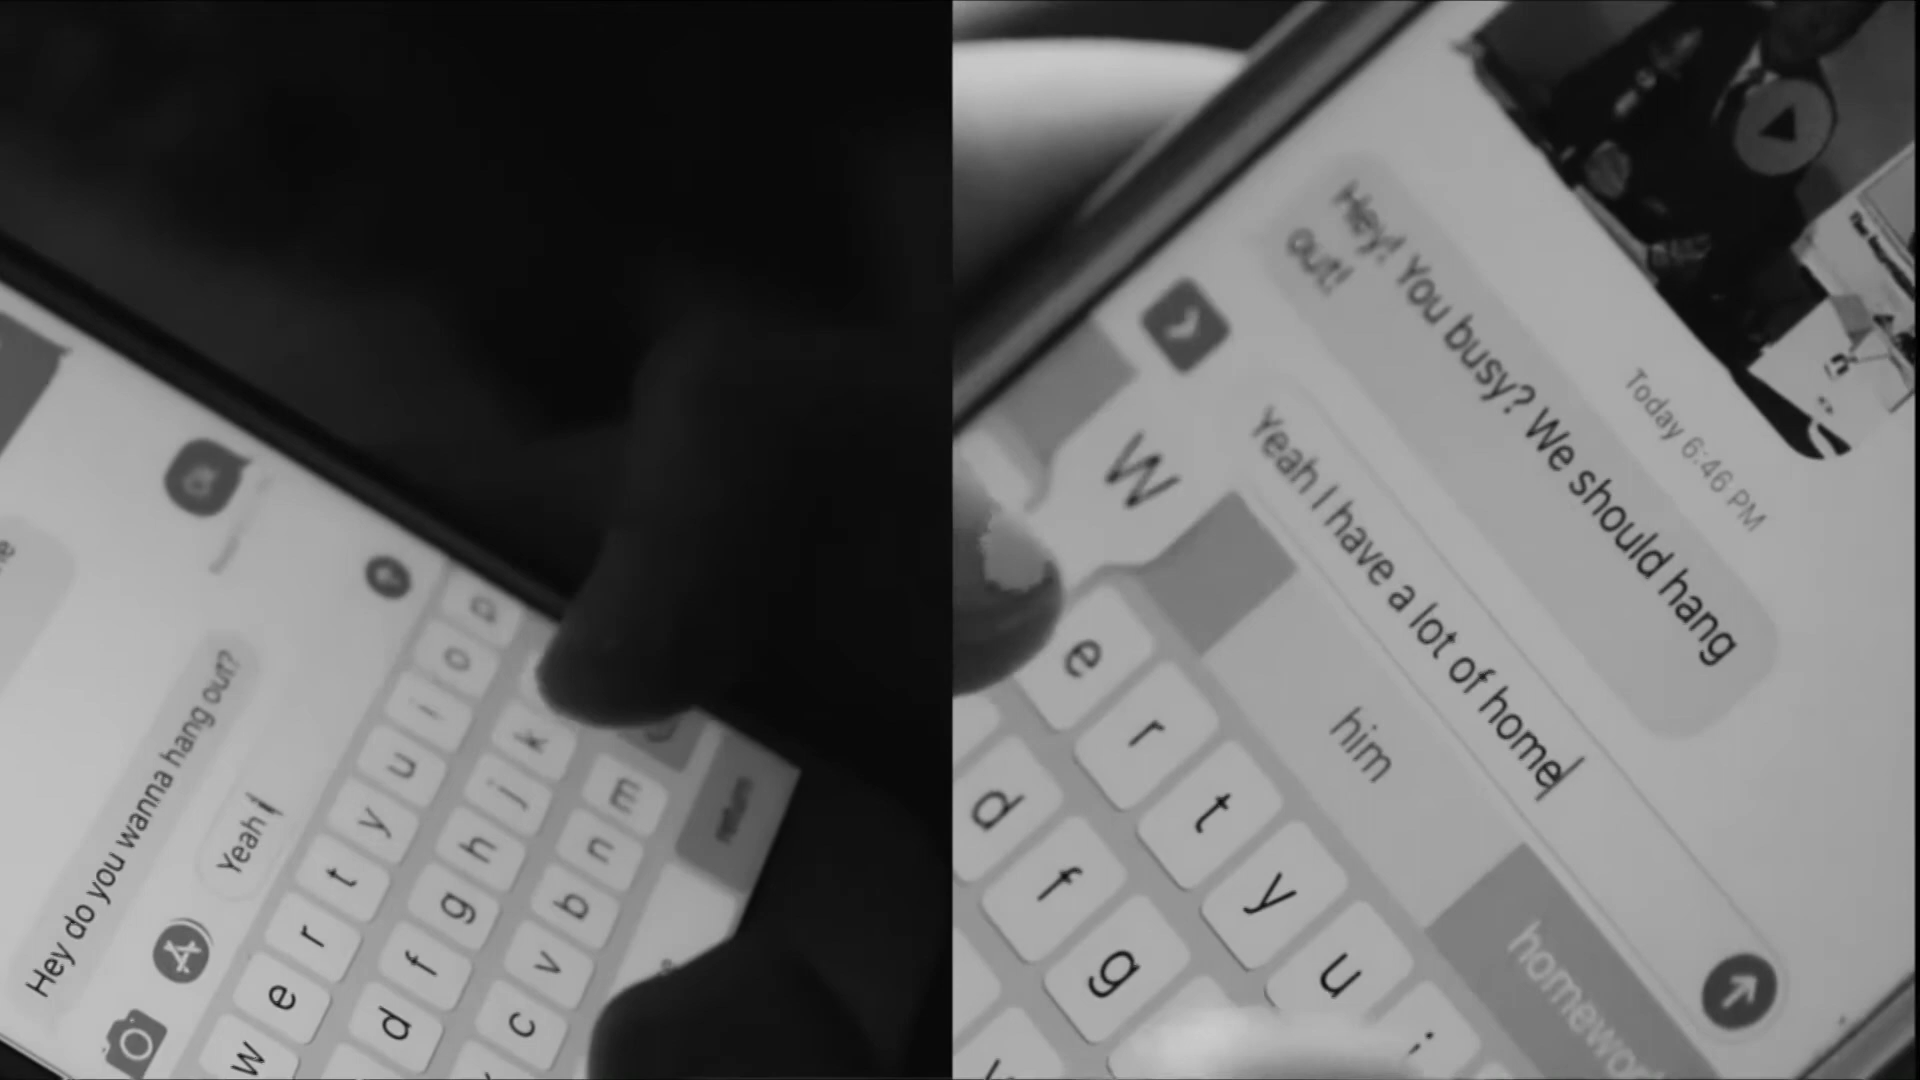 Hey do you wanna hang out?
Yeah
p
o
i
u
y
t
r
e
w
k
j
h
g
f
d
m
n
b
v
c
return
Today 6:46 PM
Hey! You busy? We should hang
out!
Yeah I have a lot of home
him
W
e
r
t
y
u
i
d
f
g